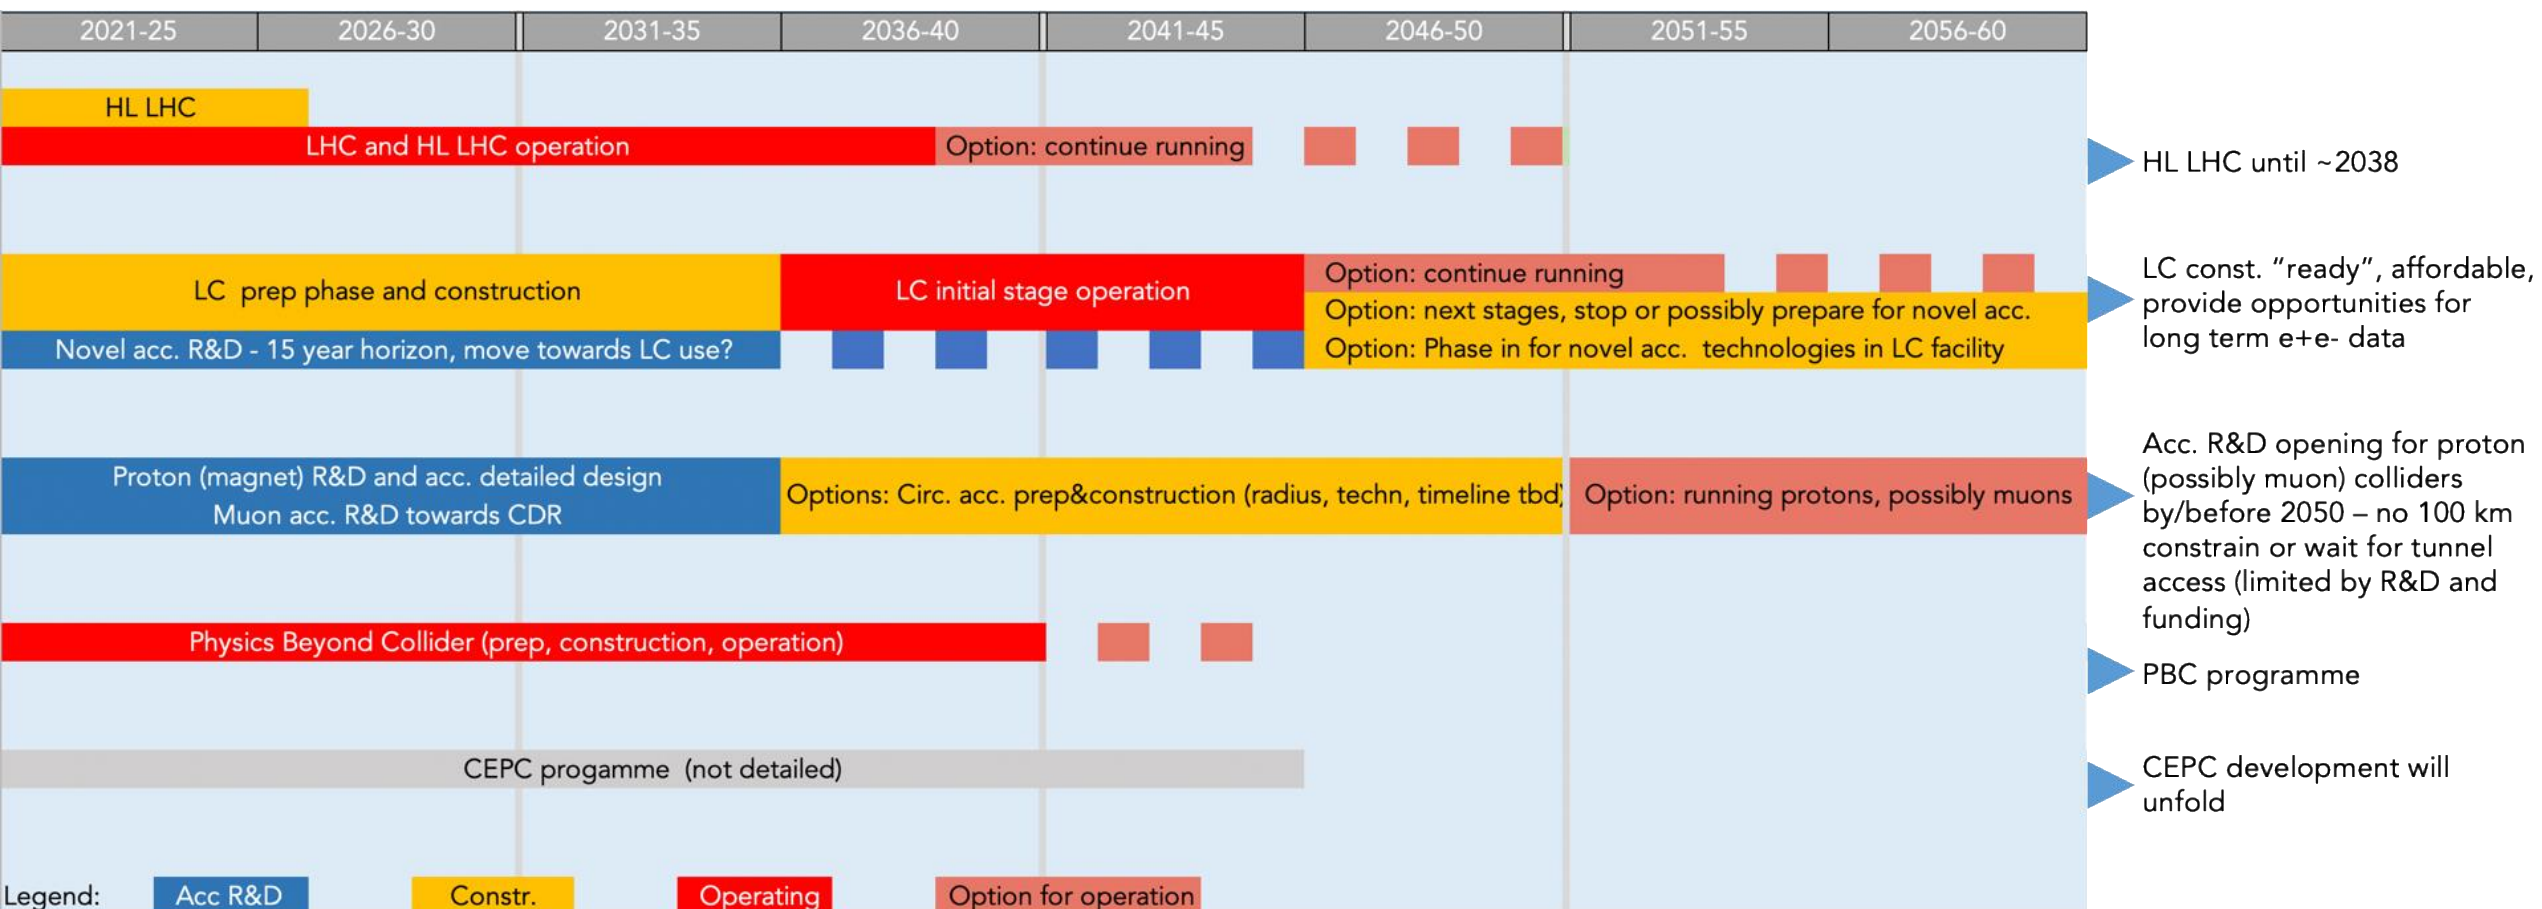 2021-25 2026-30 2031-35 2036-40 2041-45 2046-50 2051-55 2056-60
HL LHC
LHC and HL LHC operation
Option: continue running
HL LHC until ~2038
LC prep phase and construction
LC initial stage operation
Option: continue running
Option: next stages, stop or possibly prepare for novel acc.
Novel acc. R&D - 15 year horizon, move towards LC use?
Option: Phase in for novel acc. technologies in LC facility
LC const. “ready”, affordable,
provide opportunities for
long term e+e- data
Proton (magnet) R&D and acc. detailed design
Muon acc. R&D towards CDR
Options: Circ. acc. prep&construction (radius, techn, timeline tbd)
Option: running protons, possibly muons
Acc. R&D opening for proton
(possibly muon) colliders
by/before 2050 – no 100 km
constrain or wait for tunnel
access (limited by R&D and
funding)
Physics Beyond Collider (prep, construction, operation)
PBC programme
CEPC progamme (not detailed)
CEPC development will
unfold
Legend: Acc R&D Constr. Operating Option for operation